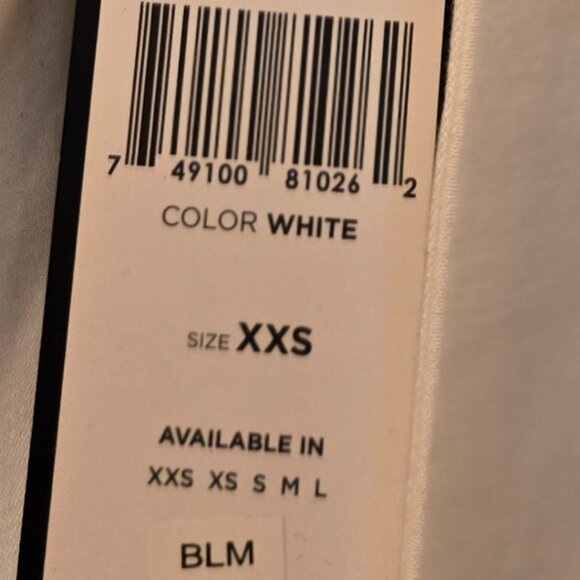 7 49100 81026 2
COLOR WHITE
SIZE XXS
AVAILABLE IN
XXS XS S M L
BLM